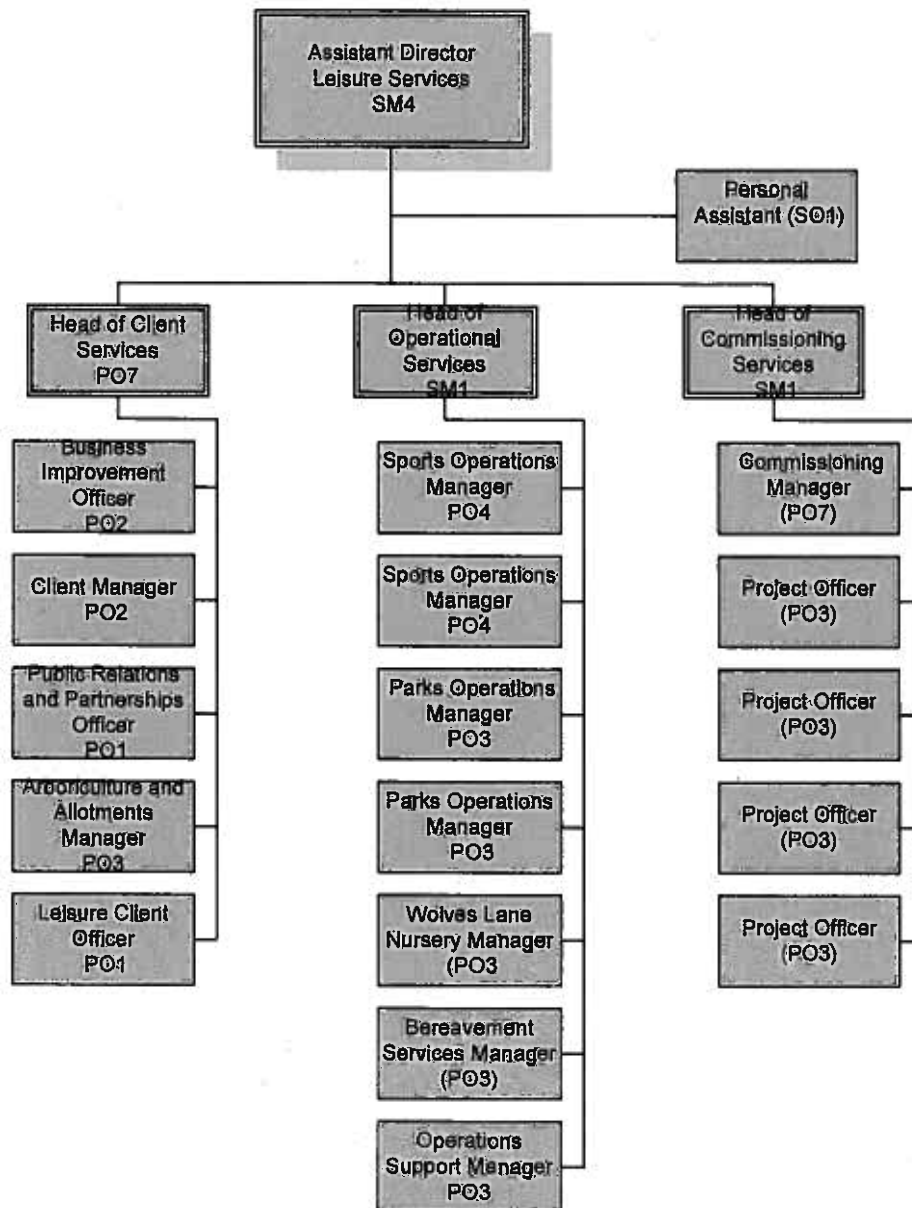 Assistant Director
Leisure Services
SM4
Personal
Assistant (SO1)
Head of Client
Services
PO7
Head of
Operational
Services
SM1
Head of
Commissioning
Services
SM1
Business
Improvement
Officer
PO2
Client Manager
PO2
Public Relations
and Partnerships
Officer
PO1
Arboriculture and
Allotments
Manager
PO3
Leisure Client
Officer
PO1
Sports Operations
Manager
PO4
Sports Operations
Manager
PO4
Parks Operations
Manager
PO3
Parks Operations
Manager
PO3
Wolves Lane
Nursery Manager
(PO3
Bereavement
Services Manager
(PO3)
Operations
Support Manager
PO3
Commissioning
Manager
(PO7)
Project Officer
(PO3)
Project Officer
(PO3)
Project Officer
(PO3)
Project Officer
(PO3)